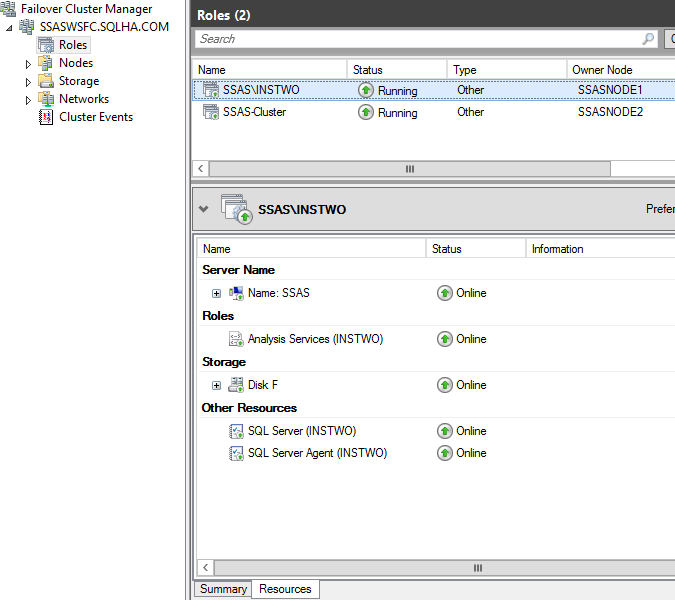 Failover Cluster Manager
SSASWSFC.SQLHA.COM
Roles
Nodes
Storage
Networks
Cluster Events
Roles (2)
Search
Name Status Type Owner Node
SSAS\INSTWO Running Other SSASNODE1
SSAS-Cluster Running Other SSASNODE2
SSAS\INSTWO Prefer
Name Status Information
Server Name
Name: SSAS Online
Roles
Analysis Services (INSTWO) Online
Storage
Disk F Online
Other Resources
SQL Server (INSTWO) Online
SQL Server Agent (INSTWO) Online
Summary Resources